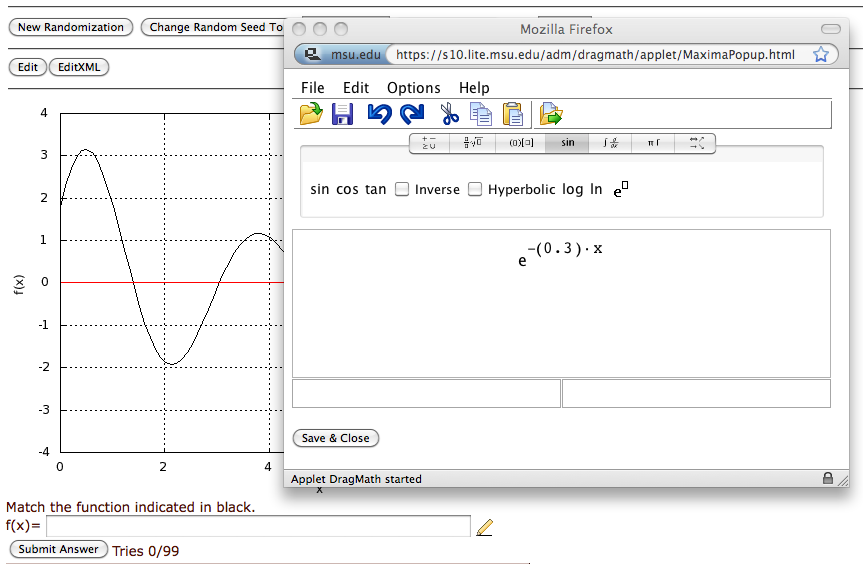 New Randomization
Change Random Seed To
Mozilla Firefox
msu.edu https://s10.lite.msu.edu/adm/dragmath/applet/MaximaPopup.html
Edit
EditXML
File Edit Options Help
sin
sin cos tan Inverse Hyperbolic log ln e□
e^-(0.3)·x
4
3
2
1
0
-1
-2
-3
-4
f(x)
0 2 4
x
Save & Close
Applet DragMath started
Match the function indicated in black.
f(x)=
Submit Answer Tries 0/99